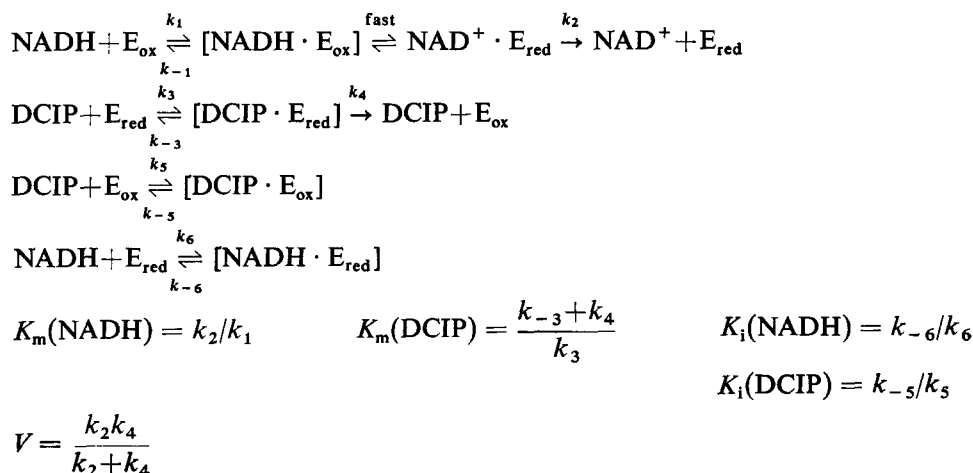 NADH+E_ox ⇌ (k_1 / k_{-1}) [NADH · E_ox] ⇌ (fast) NAD^+ · E_red → (k_2) NAD^+ + E_red
DCIP+E_red ⇌ (k_3 / k_{-3}) [DCIP · E_red] → (k_4) DCIP+E_ox
DCIP+E_ox ⇌ (k_5 / k_{-5}) [DCIP · E_ox]
NADH+E_red ⇌ (k_6 / k_{-6}) [NADH · E_red]
K_m(NADH) = k_2/k_1 K_m(DCIP) = (k_{-3}+k_4)/k_3 K_i(NADH) = k_{-6}/k_6
K_i(DCIP) = k_{-5}/k_5
V = k_2k_4/(k_2+k_4)